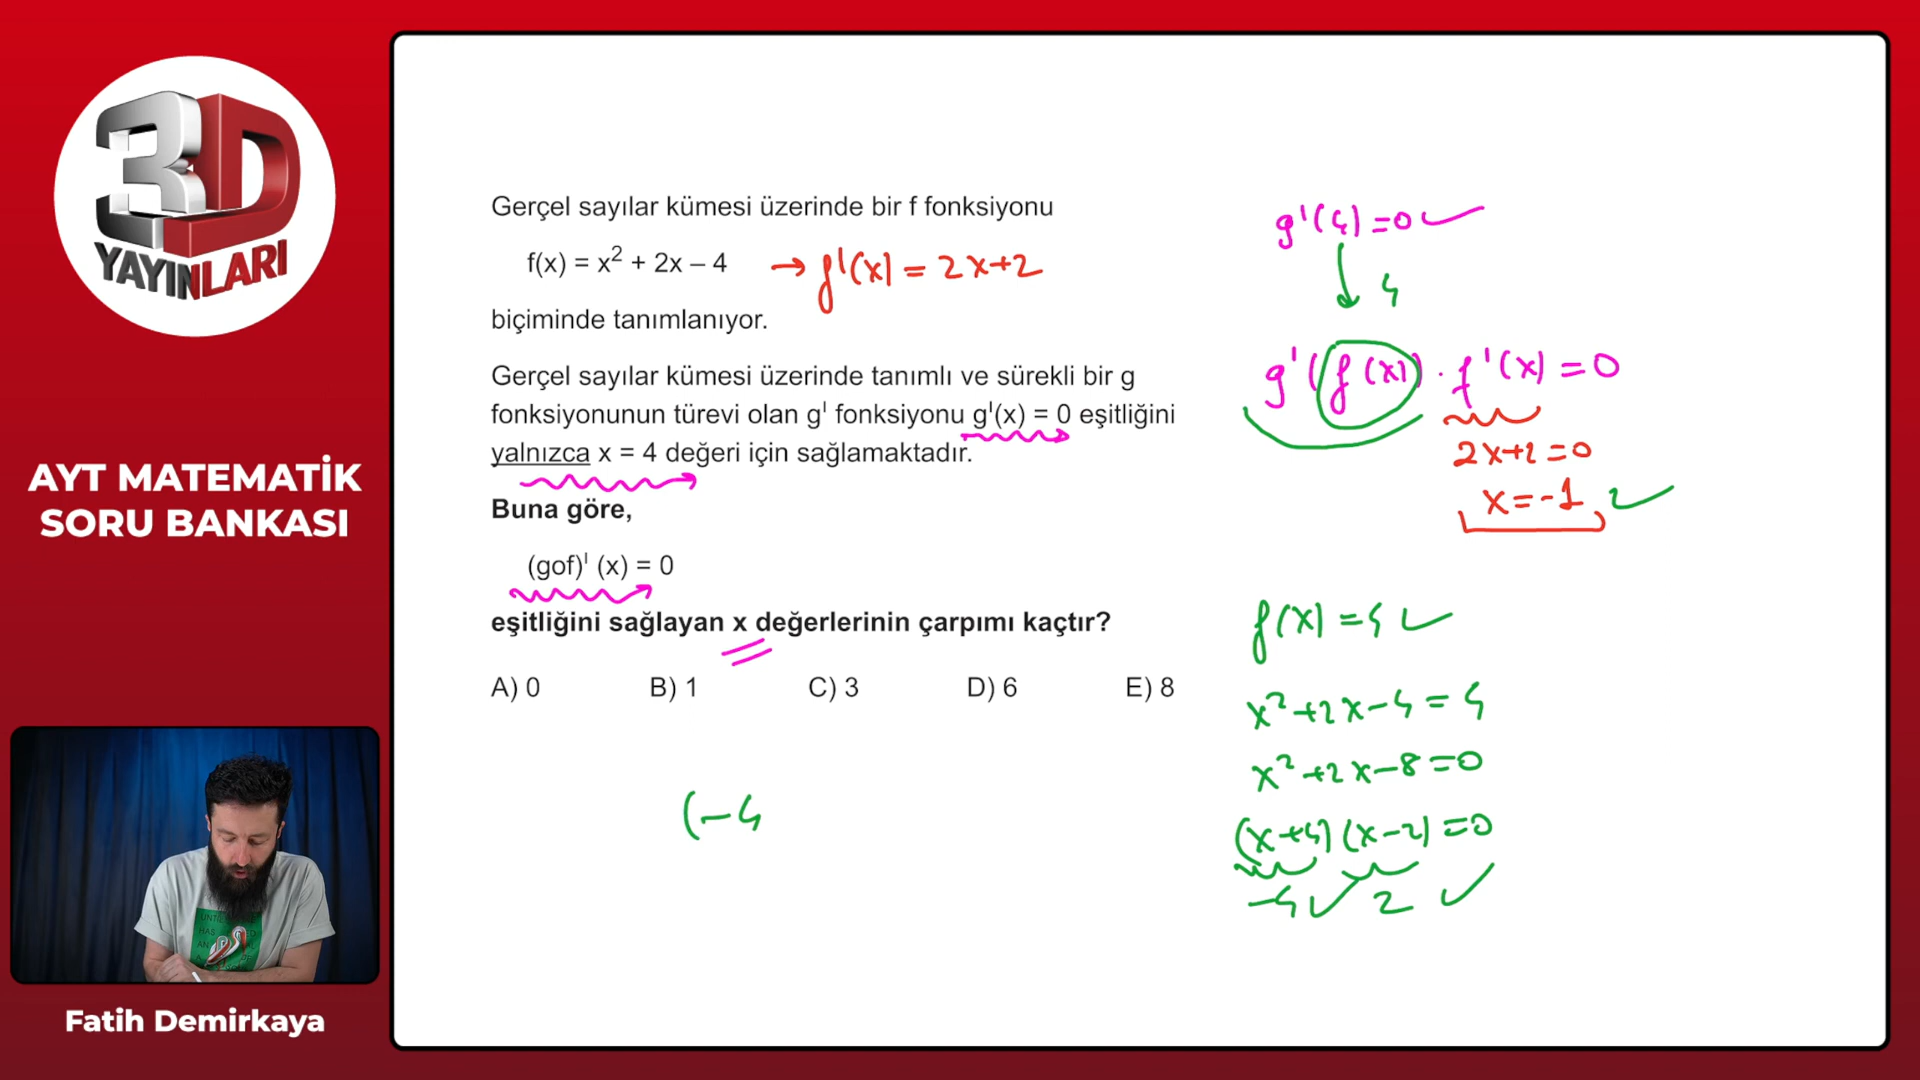 3D
YAYINLARI
AYT MATEMATİK
SORU BANKASI
Fatih Demirkaya
Gerçel sayılar kümesi üzerinde bir f fonksiyonu
f(x) = x² + 2x – 4 → f'(x) = 2x+2
biçiminde tanımlanıyor.
Gerçel sayılar kümesi üzerinde tanımlı ve sürekli bir g
fonksiyonunun türevi olan g' fonksiyonu g'(x) = 0 eşitliğini
yalnızca x = 4 değeri için sağlamaktadır.
Buna göre,
(gof)' (x) = 0
eşitliğini sağlayan x değerlerinin çarpımı kaçtır?
A) 0 B) 1 C) 3 D) 6 E) 8
(-4
g'(4) = 0
4
g'(f(x)) · f'(x) = 0
2x+2=0
x=-1
f(x) = 4
x²+2x-4=4
x²+2x-8=0
(x+4)(x-2)=0
-4 2